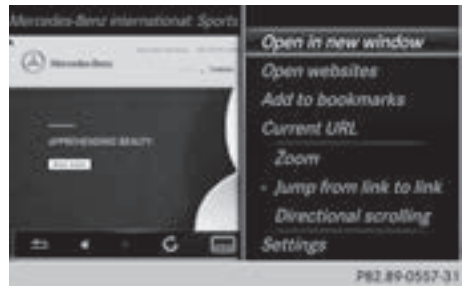 Mercedes-Benz international: Sports
Mercedes-Benz
APPREHENDING BEAUTY
Open in new window
Open websites
Add to bookmarks
Current URL
Zoom
Jump from link to link
Directional scrolling
Settings
P82.89-0557-31